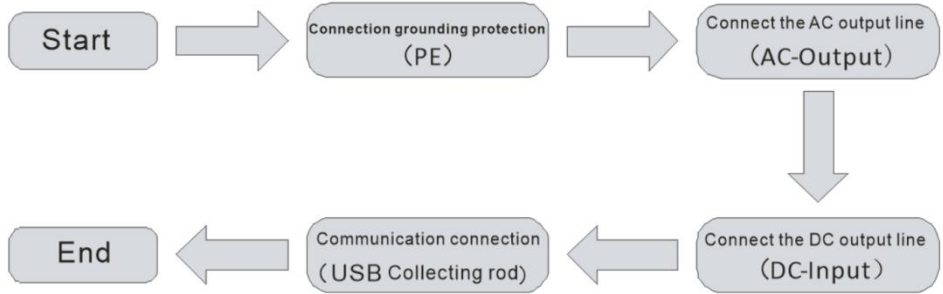 Start
Connection grounding protection
(PE)
Connect the AC output line
(AC-Output)
Connect the DC output line
(DC-Input)
Communication connection
(USB Collecting rod)
End